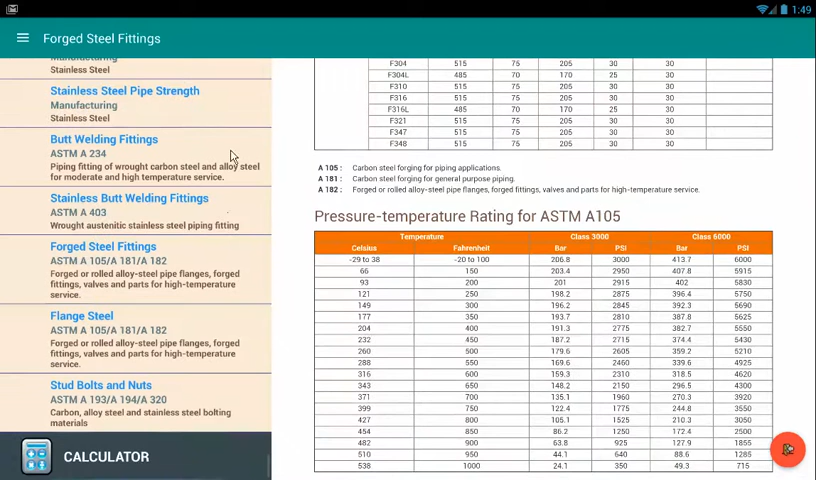 1:49
Forged Steel Fittings
Manufacturing
Stainless Steel
Stainless Steel Pipe Strength
Manufacturing
Stainless Steel
Butt Welding Fittings
ASTM A 234
Piping fitting of wrought carbon steel and alloy steel
for moderate and high temperature service.
Stainless Butt Welding Fittings
ASTM A 403
Wrought austenitic stainless steel piping fitting
Forged Steel Fittings
ASTM A 105/A 181/A 182
Forged or rolled alloy-steel pipe flanges, forged
fittings, valves and parts for high-temperature
service.
Flange Steel
ASTM A 105/A 181/A 182
Forged or rolled alloy-steel pipe flanges, forged
fittings, valves and parts for high-temperature
service.
Stud Bolts and Nuts
ASTM A 193/A 194/A 320
Carbon, alloy steel and stainless steel bolting
materials
CALCULATOR
F304 515 75 205 30 30
F304L 485 70 170 25 30
F310 515 75 205 30 30
F316 515 75 205 30 30
F316L 485 70 170 25 30
F321 515 75 205 30 30
F347 515 75 205 30 30
F348 515 75 205 30 30
A 105 : Carbon steel forging for piping applications.
A 181 : Carbon steel forging for general purpose piping.
A 182 : Forged or rolled alloy-steel pipe flanges, forged fittings, valves and parts for high-temperature service.
Pressure-temperature Rating for ASTM A105
Temperature Class 3000 Class 6000
Celsius Fahrenheit Bar PSI Bar PSI
-29 to 38 -20 to 100 206.8 3000 413.7 6000
66 150 203.4 2950 407.8 5915
93 200 201 2915 402 5830
121 250 198.2 2875 396.4 5750
149 300 196.2 2845 392.3 5690
177 350 193.7 2810 387.8 5625
204 400 191.3 2775 382.7 5550
232 450 187.2 2715 374.4 5430
260 500 179.6 2605 359.2 5210
288 550 169.6 2460 339.6 4925
316 600 159.3 2310 318.5 4620
343 650 148.2 2150 296.5 4300
371 700 135.1 1960 270.3 3920
399 750 122.4 1775 244.8 3550
427 800 105.1 1525 210.3 3050
454 850 86.2 1250 172.4 2500
482 900 63.8 925 127.9 1855
510 950 44.1 640 88.6 1285
538 1000 24.1 350 49.3 715